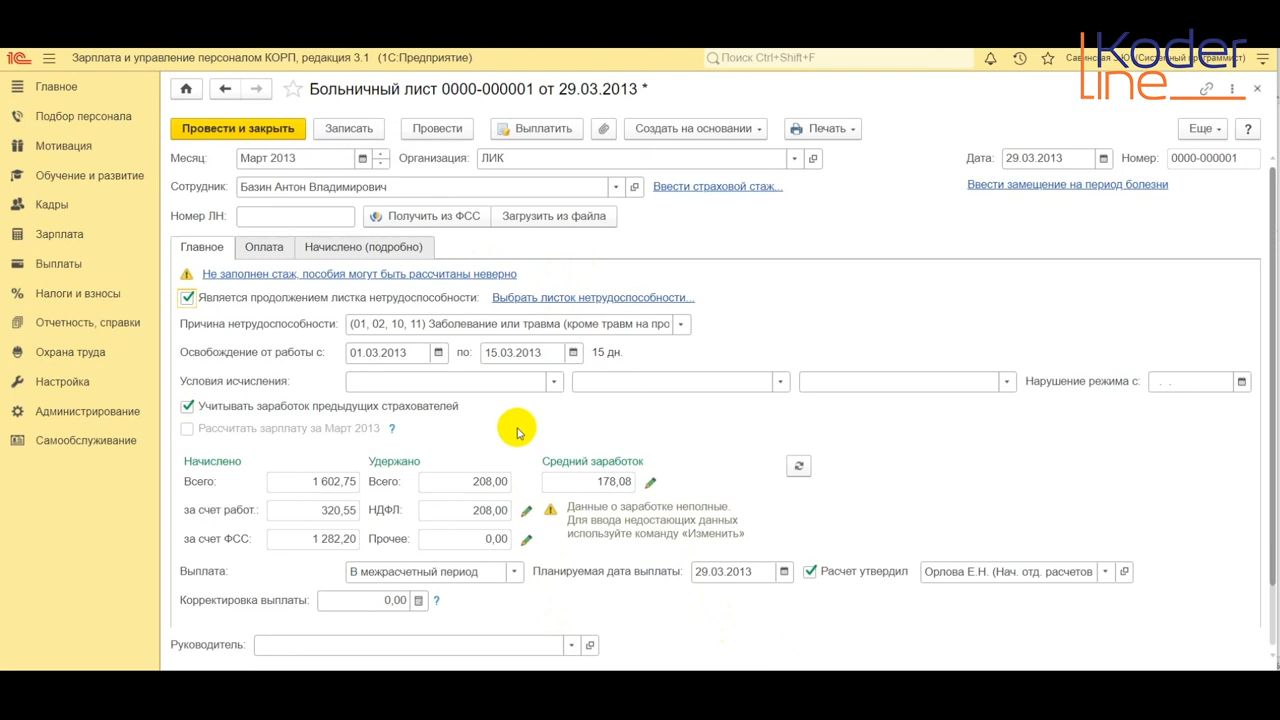 Зарплата и управление персоналом КОРП, редакция 3.1 (1С:Предприятие)
Поиск Ctrl+Shift+F
Koder
line
Больничный лист 0000-000001 от 29.03.2013 *
Главное
Подбор персонала
Мотивация
Обучение и развитие
Кадры
Зарплата
Выплаты
Налоги и взносы
Отчетность, справки
Охрана труда
Настройка
Администрирование
Самообслуживание
Провести и закрыть
Записать
Провести
Выплатить
Создать на основании
Печать
Еще
?
Месяц: Март 2013 Организация: ЛИК Дата: 29.03.2013 Номер: 0000-000001
Сотрудник: Базин Антон Владимирович Ввести страховой стаж... Ввести замещение на период болезни
Номер ЛН: Получить из ФСС Загрузить из файла
Главное Оплата Начислено (подробно)
Не заполнен стаж, пособия могут быть рассчитаны неверно
Является продолжением листка нетрудоспособности: Выбрать листок нетрудоспособности...
Причина нетрудоспособности: (01, 02, 10, 11) Заболевание или травма (кроме травм на про
Освобождение от работы с: 01.03.2013 по: 15.03.2013 15 дн.
Условия исчисления: Нарушение режима с: . .
Учитывать заработок предыдущих страхователей
Рассчитать зарплату за Март 2013 ?
Начислено Удержано Средний заработок
Всего: 1 602,75 Всего: 208,00 178,08
за счет работ.: 320,55 НДФЛ: 208,00 Данные о заработке неполные.
Для ввода недостающих данных
используйте команду «Изменить»
за счет ФСС: 1 282,20 Прочее: 0,00
Выплата: В межрасчетный период Планируемая дата выплаты: 29.03.2013 Расчет утвердил Орлова Е.Н. (Нач. отд. расчетов
Корректировка выплаты: 0,00 ?
Руководитель: